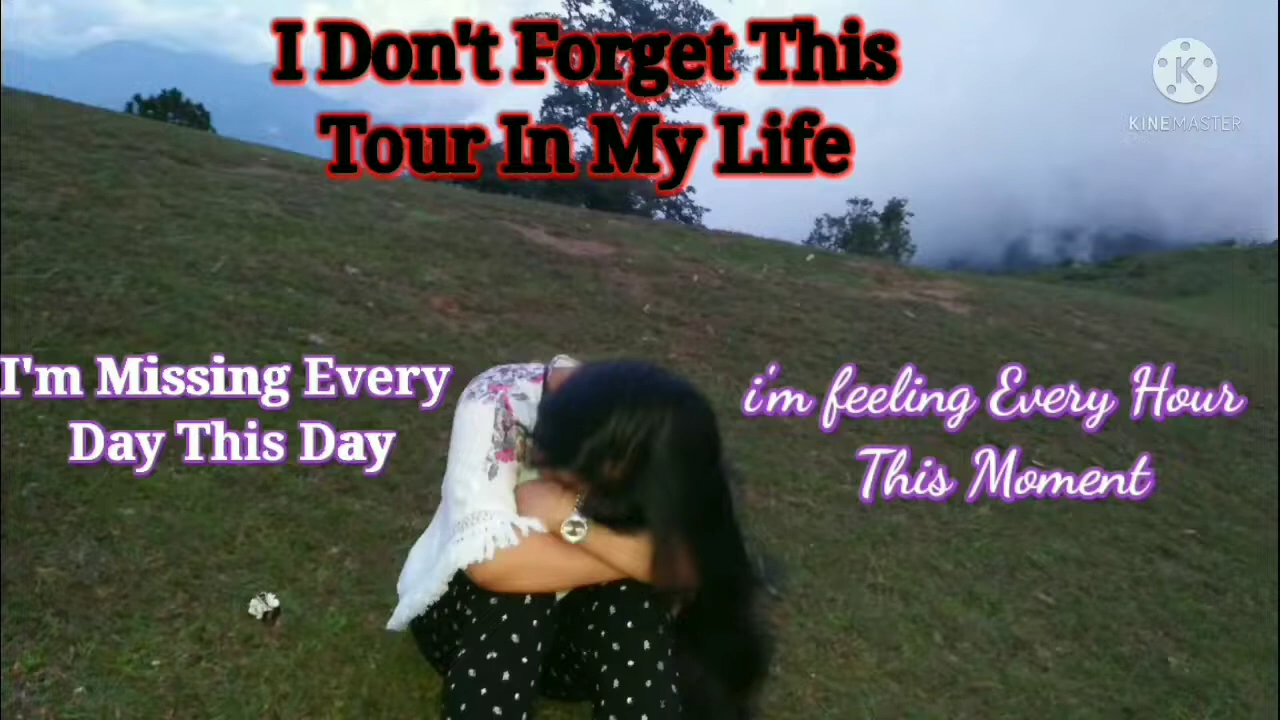 I Don't Forget This
Tour In My Life
KINEMASTER
I'm Missing Every
Day This Day
i'm feeling Every Hour
This Moment